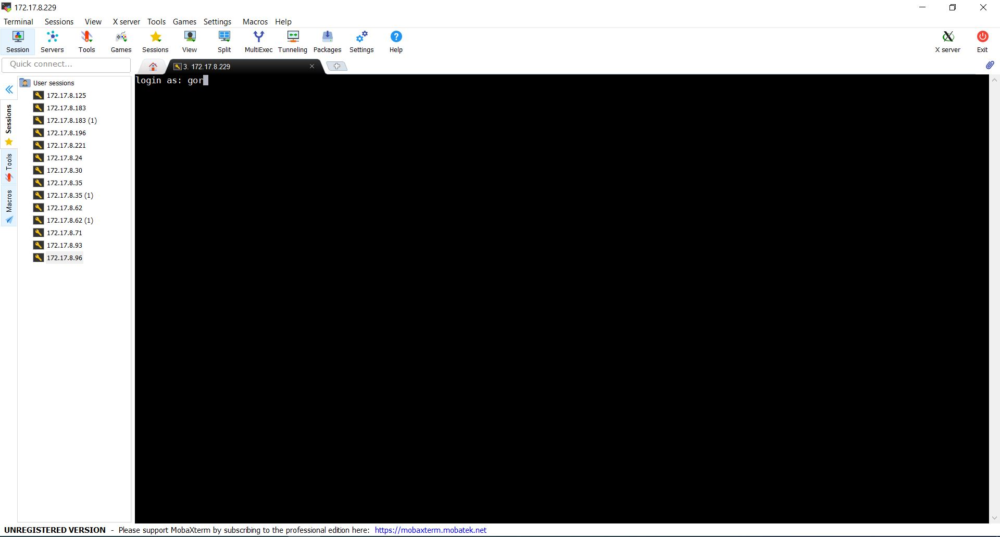 172.17.8.229
Terminal Sessions View X server Tools Games Settings Macros Help
Session Servers Tools Games Sessions View Split MultiExec Tunneling Packages Settings Help X server Exit
Quick connect...
3. 172.17.8.229
login as: gor
Sessions
Tools
Macros
User sessions
172.17.8.125
172.17.8.183
172.17.8.183 (1)
172.17.8.196
172.17.8.221
172.17.8.24
172.17.8.30
172.17.8.35
172.17.8.35 (1)
172.17.8.62
172.17.8.62 (1)
172.17.8.71
172.17.8.93
172.17.8.96
UNREGISTERED VERSION - Please support MobaXterm by subscribing to the professional edition here: https://mobaxterm.mobatek.net